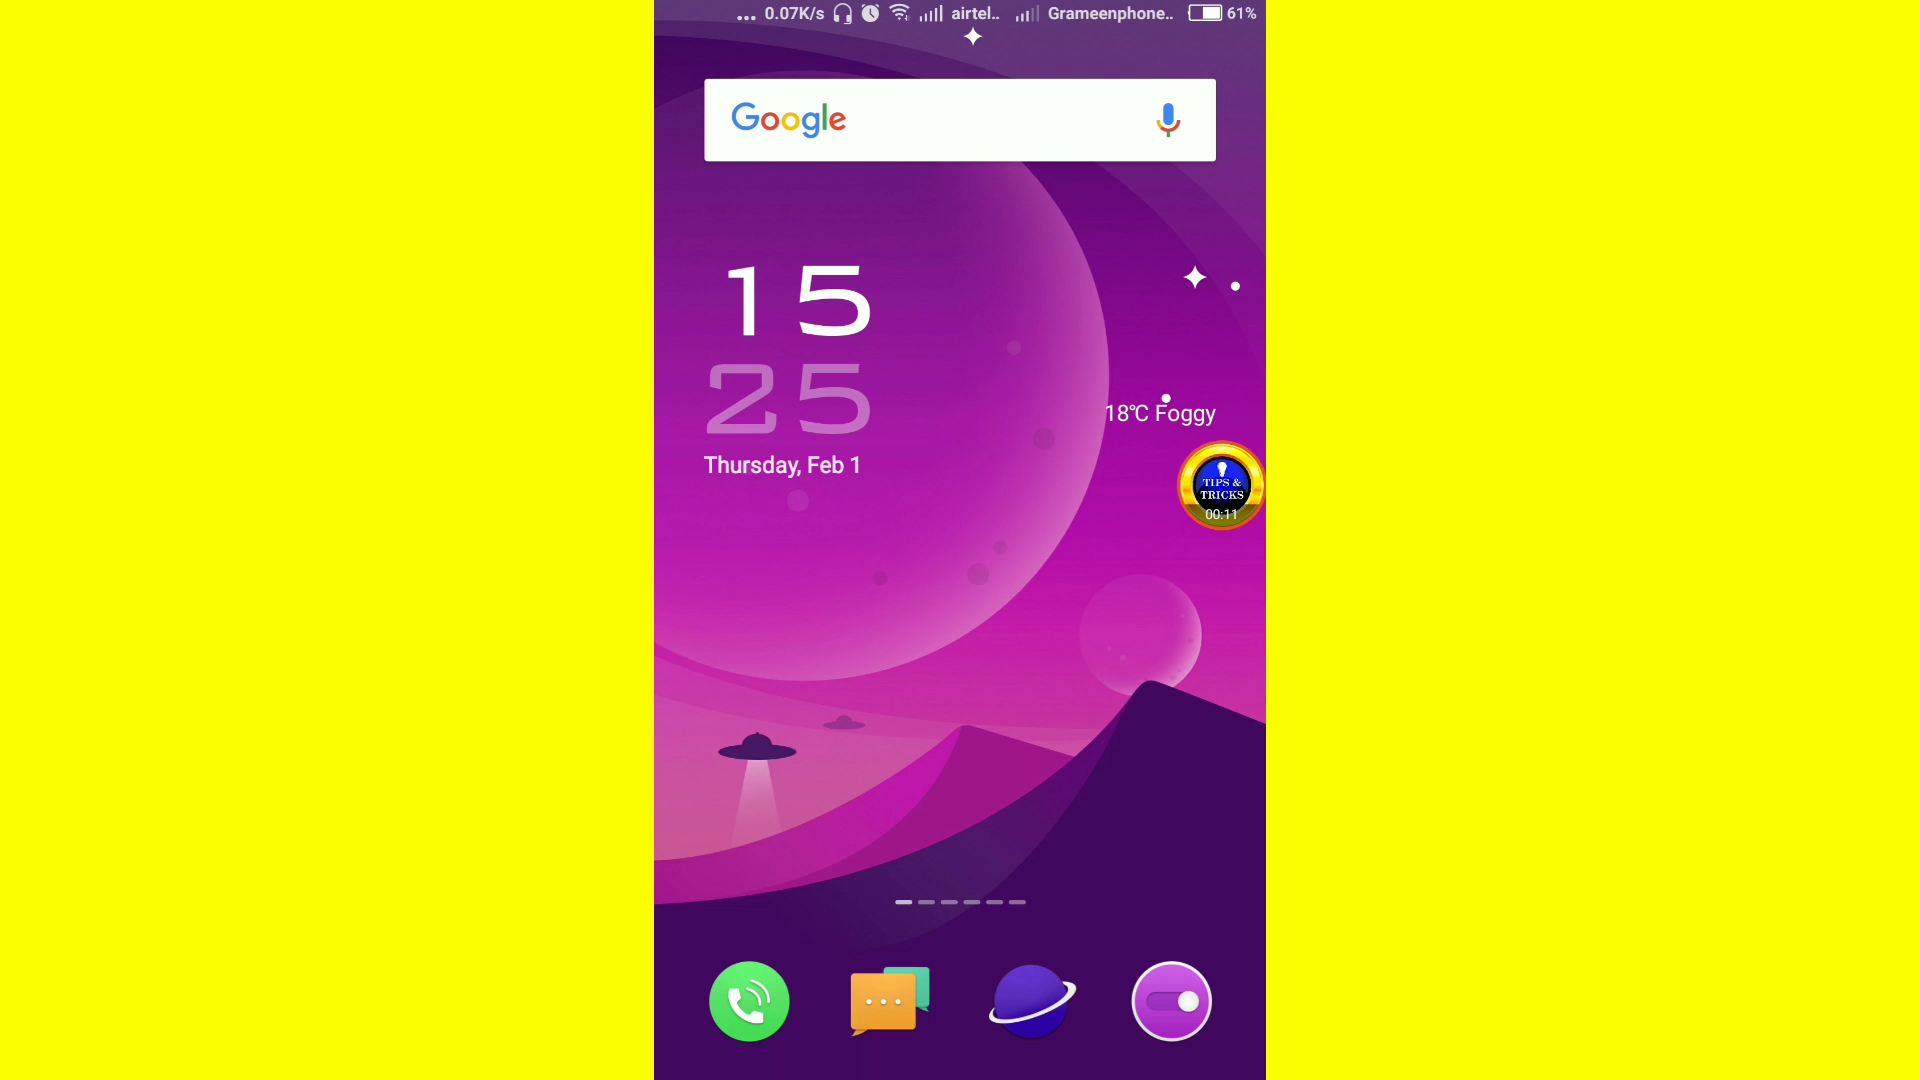 ... 0.07K/s airtel.. Grameenphone.. 61%
Google
15
25
18℃ Foggy
Thursday, Feb 1
TIPS &
TRICKS
00:11